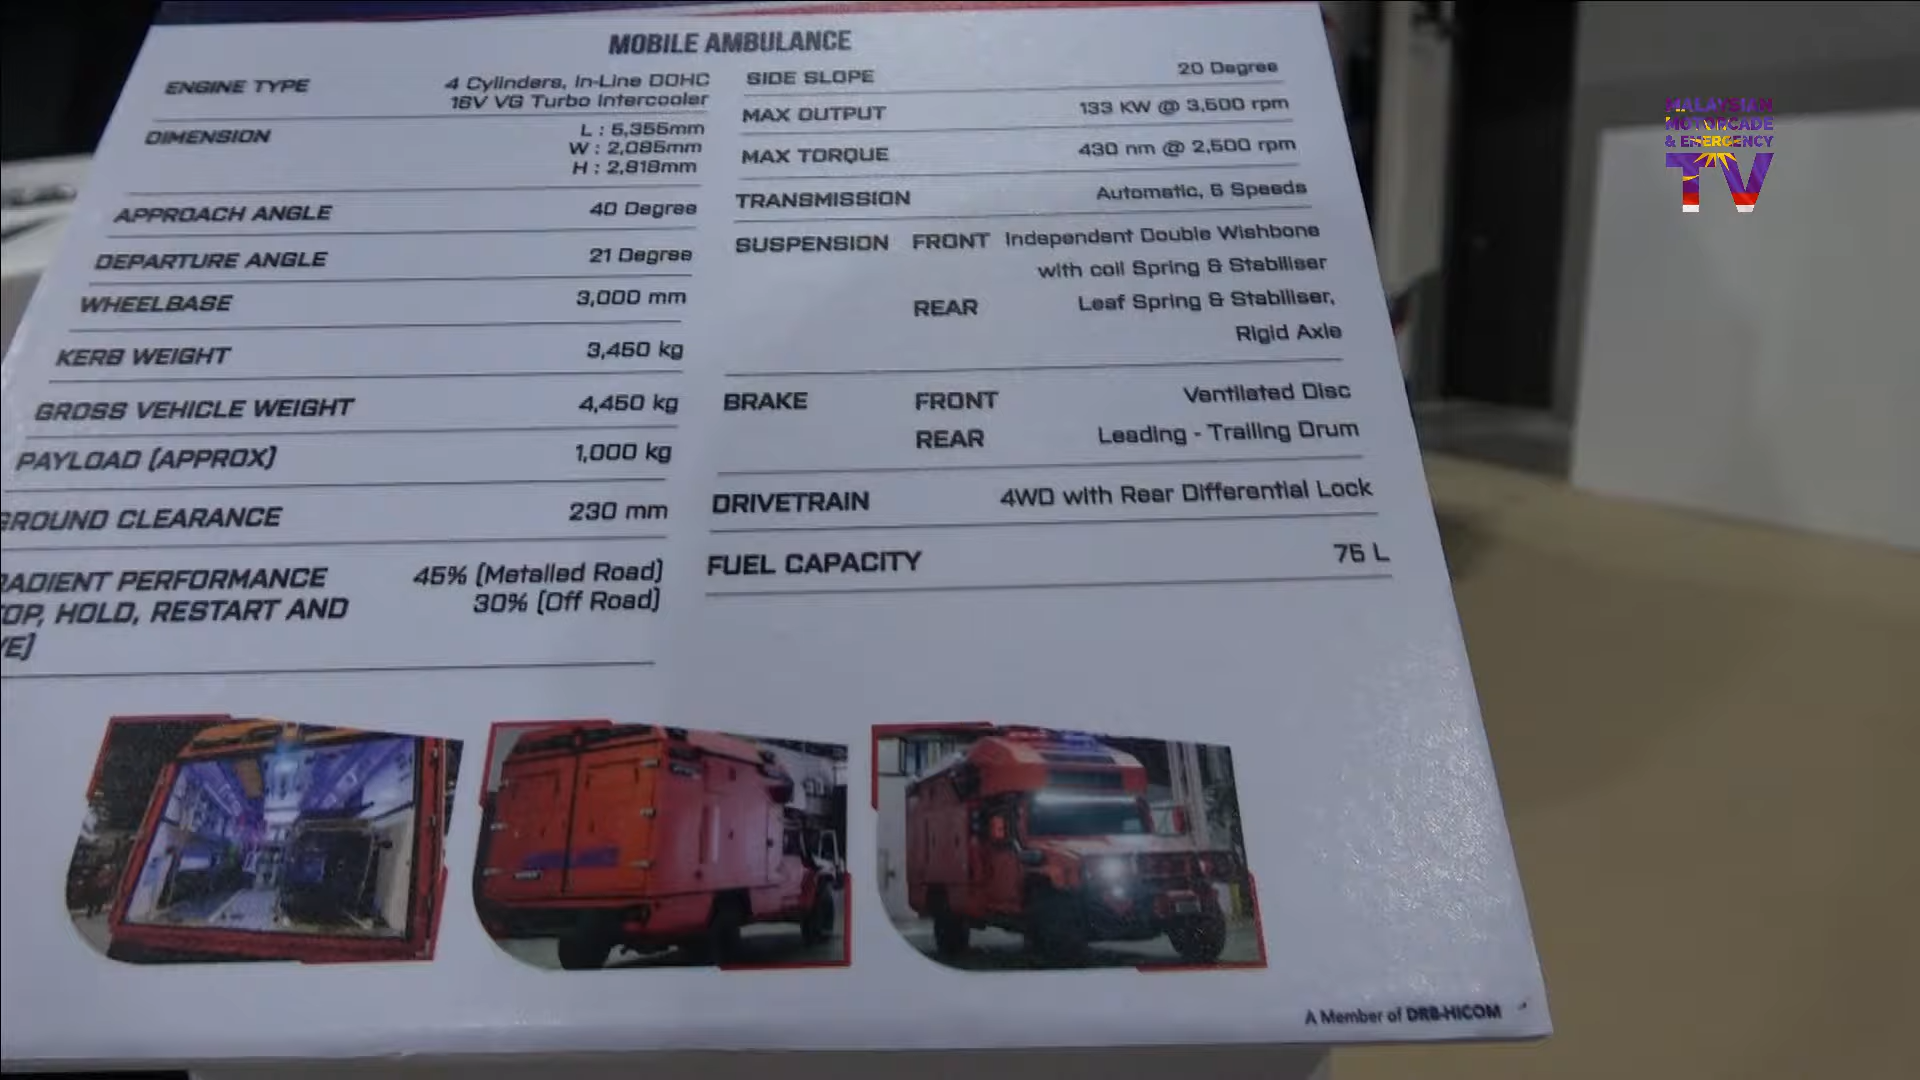 MOBILE AMBULANCE
ENGINE TYPE 4 Cylinders, In-Line DOHC
16V VG Turbo Intercooler
DIMENSION L : 5,355mm
W : 2,085mm
H : 2,818mm
APPROACH ANGLE 40 Degree
DEPARTURE ANGLE 21 Degree
WHEELBASE 3,000 mm
KERB WEIGHT 3,450 kg
GROSS VEHICLE WEIGHT 4,450 kg
PAYLOAD (APPROX) 1,000 kg
GROUND CLEARANCE 230 mm
RADIENT PERFORMANCE 45% (Metalled Road)
OP, HOLD, RESTART AND 30% (Off Road)
VE)
SIDE SLOPE 20 Degree
MAX OUTPUT 133 KW @ 3,500 rpm
MAX TORQUE 430 nm @ 2,500 rpm
TRANSMISSION Automatic, 6 Speeds
SUSPENSION FRONT Independent Double Wishbone
with coil Spring & Stabiliser
REAR Leaf Spring & Stabiliser,
Rigid Axle
BRAKE FRONT Ventilated Disc
REAR Leading - Trailing Drum
DRIVETRAIN 4WD with Rear Differential Lock
FUEL CAPACITY 75 L
A Member of DRB-HICOM
MALAYSIAN
MOTORCADE
& EMERGENCY
TV